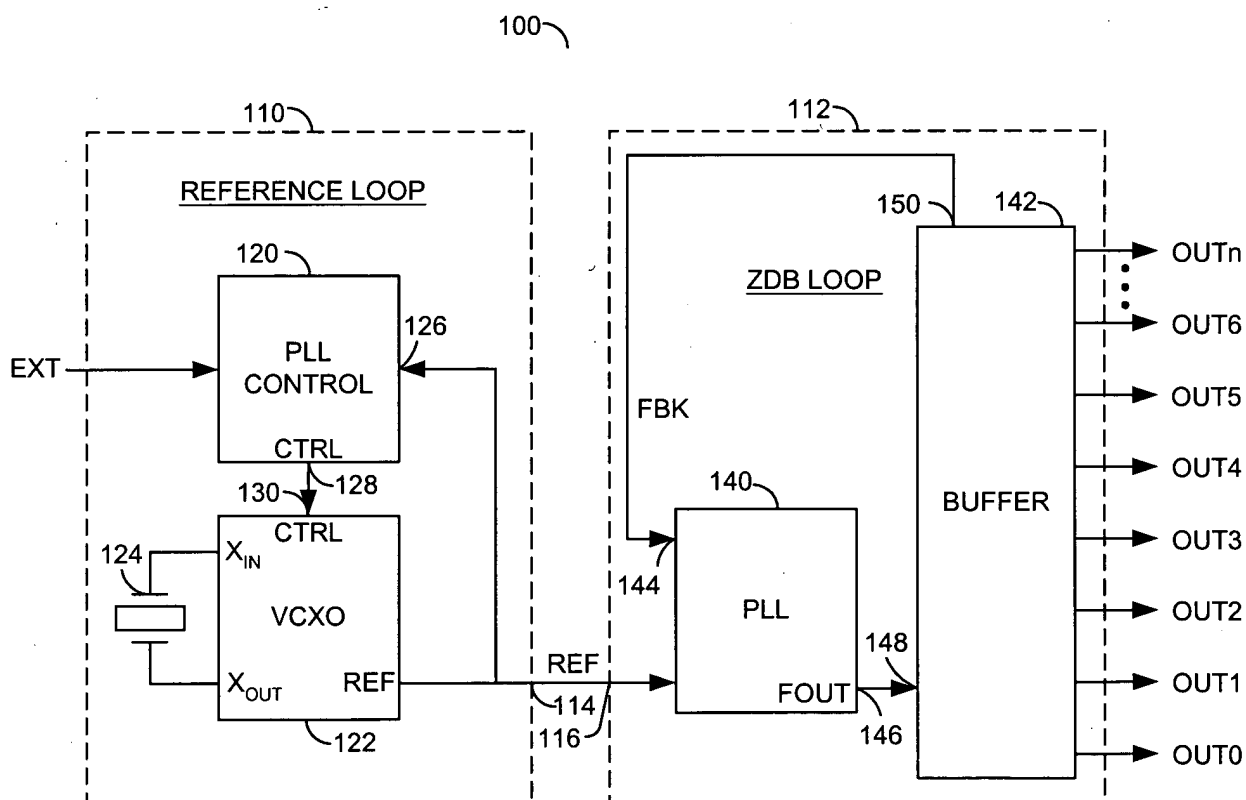 100
110
112
REFERENCE LOOP
150
142
120
ZDB LOOP
OUTn
126
OUT6
EXT
PLL
CONTROL
OUT5
FBK
CTRL
128
OUT4
130
140
BUFFER
CTRL
124
XIN
144
OUT3
VCXO
PLL
OUT2
148
XOUT
REF
REF
FOUT
OUT1
114
122
116
146
OUT0